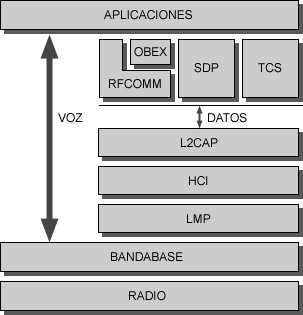 APLICACIONES
OBEX
RFCOMM
SDP
TCS
VOZ
DATOS
L2CAP
HCI
LMP
BANDABASE
RADIO